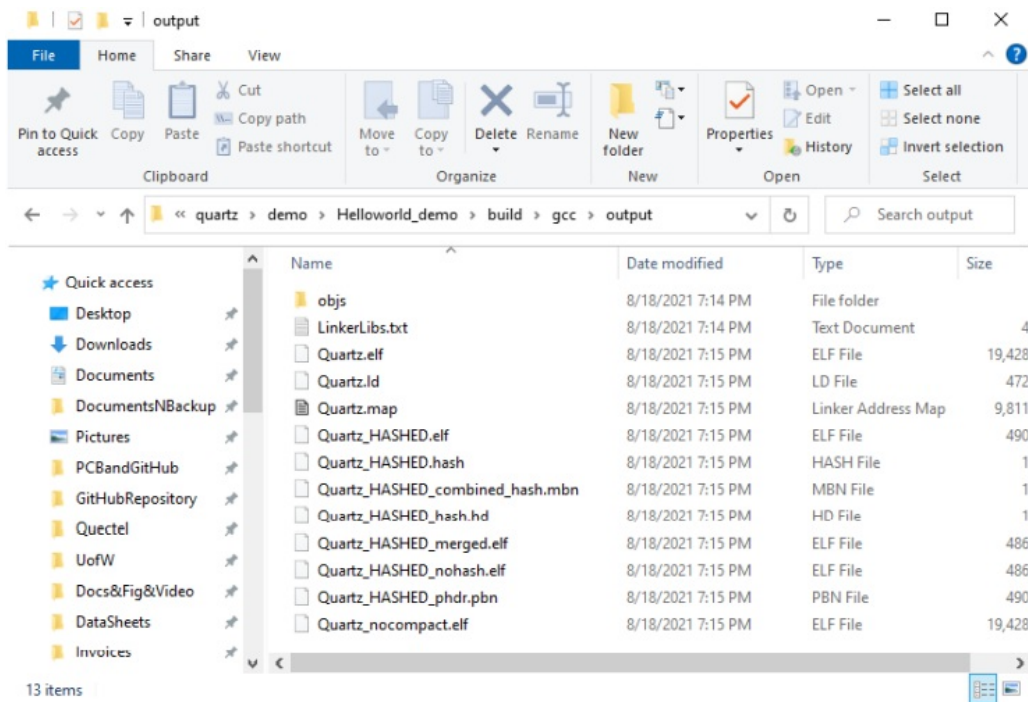 output
File Home Share View
Pin to Quick access
Copy
Paste
Cut
Copy path
Paste shortcut
Clipboard
Move to
Copy to
Delete
Rename
Organize
New folder
New
Properties
Open
Edit
History
Open
Select all
Select none
Invert selection
Select
« quartz › demo › Helloworld_demo › build › gcc › output
Search output
Quick access
Desktop
Downloads
Documents
DocumentsNBackup
Pictures
PCBandGitHub
GitHubRepository
Quectel
UofW
Docs&Fig&Video
DataSheets
Invoices
Name Date modified Type Size
objs 8/18/2021 7:14 PM File folder
LinkerLibs.txt 8/18/2021 7:14 PM Text Document 4
Quartz.elf 8/18/2021 7:15 PM ELF File 19,428
Quartz.ld 8/18/2021 7:15 PM LD File 472
Quartz.map 8/18/2021 7:15 PM Linker Address Map 9,811
Quartz_HASHED.elf 8/18/2021 7:15 PM ELF File 490
Quartz_HASHED.hash 8/18/2021 7:15 PM HASH File 1
Quartz_HASHED_combined_hash.mbn 8/18/2021 7:15 PM MBN File 1
Quartz_HASHED_hash.hd 8/18/2021 7:15 PM HD File 1
Quartz_HASHED_merged.elf 8/18/2021 7:15 PM ELF File 486
Quartz_HASHED_nohash.elf 8/18/2021 7:15 PM ELF File 486
Quartz_HASHED_phdr.pbn 8/18/2021 7:15 PM PBN File 490
Quartz_nocompact.elf 8/18/2021 7:15 PM ELF File 19,428
13 items